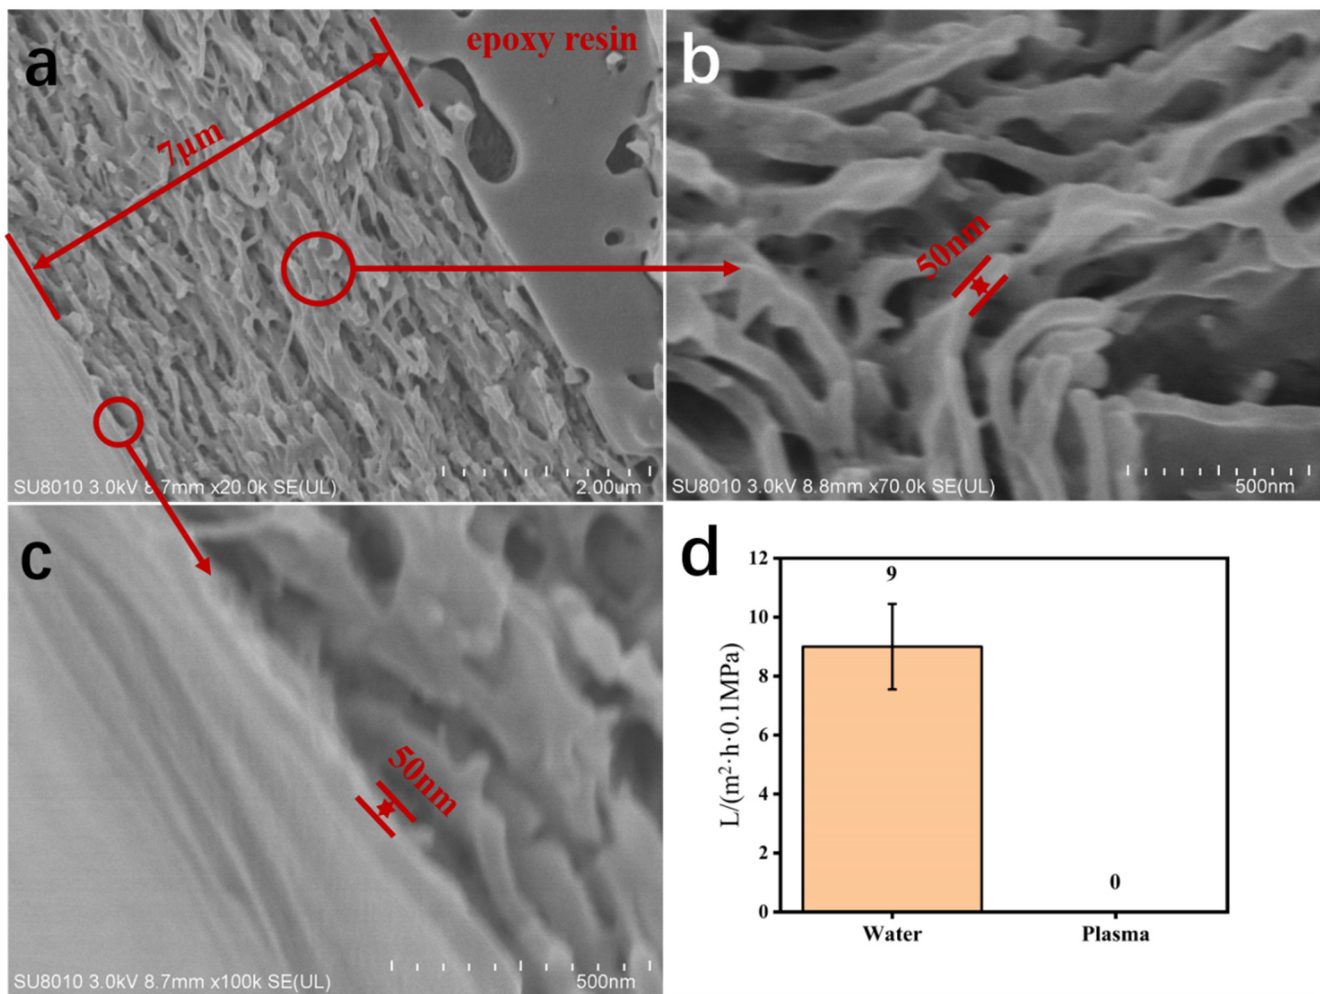 a
epoxy resin
7μm
SU8010 3.0kV 8.7mm x20.0k SE(UL)
2.00um
b
50nm
SU8010 3.0kV 8.8mm x70.0k SE(UL)
500nm
c
50nm
SU8010 3.0kV 8.7mm x100k SE(UL)
500nm
d
L/(m²·h·0.1MPa)
12
10
8
6
4
2
0
9
0
Water
Plasma